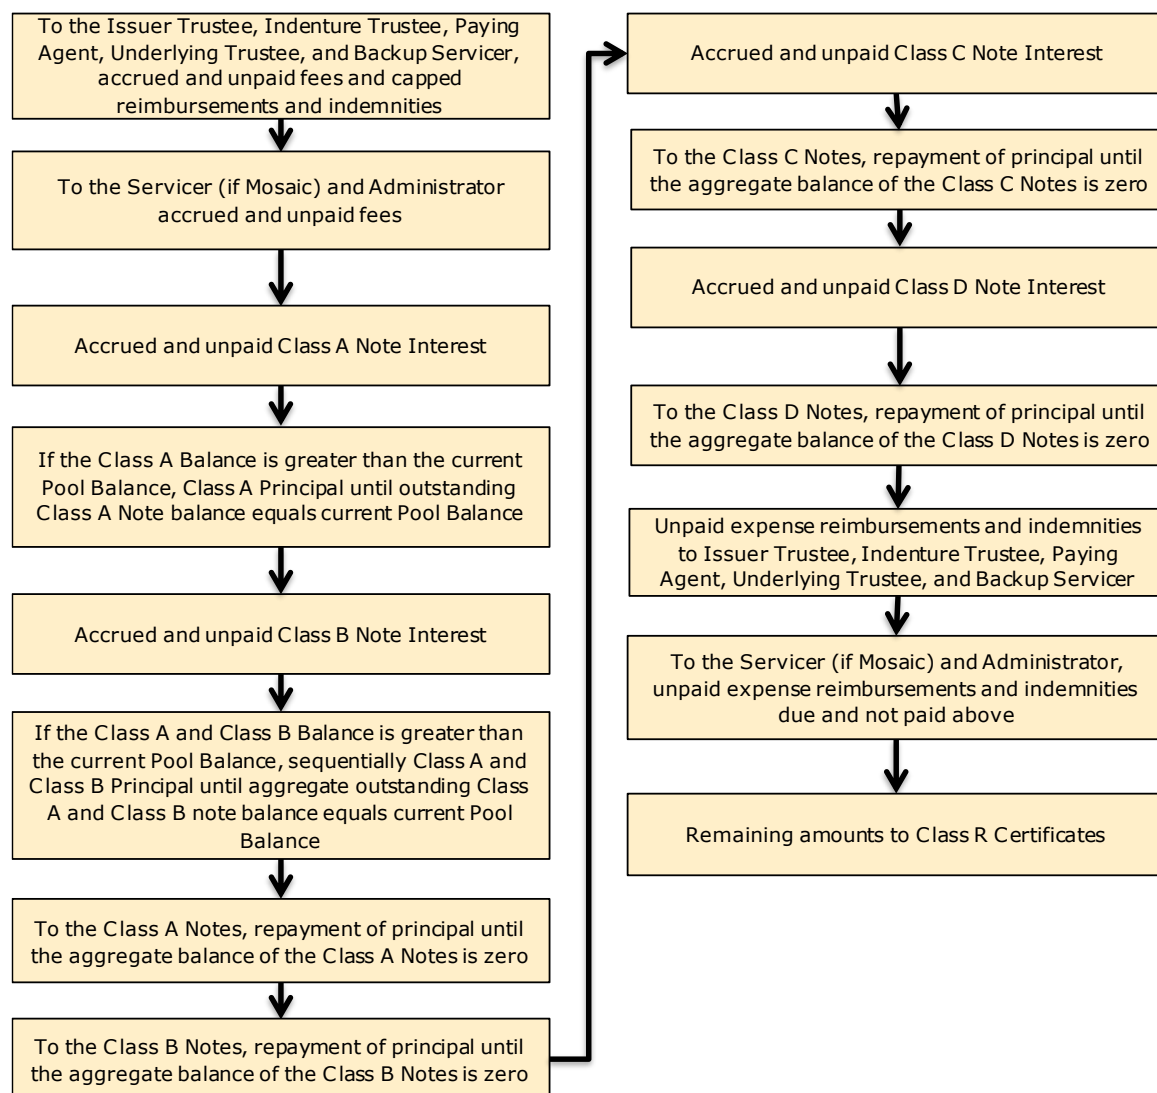 To the Issuer Trustee, Indenture Trustee, Paying
Agent, Underlying Trustee, and Backup Servicer,
accrued and unpaid fees and capped
reimbursements and indemnities
To the Servicer (if Mosaic) and Administrator
accrued and unpaid fees
Accrued and unpaid Class A Note Interest
If the Class A Balance is greater than the current
Pool Balance, Class A Principal until outstanding
Class A Note balance equals current Pool Balance
Accrued and unpaid Class B Note Interest
If the Class A and Class B Balance is greater than
the current Pool Balance, sequentially Class A and
Class B Principal until aggregate outstanding Class
A and Class B note balance equals current Pool
Balance
To the Class A Notes, repayment of principal until
the aggregate balance of the Class A Notes is zero
To the Class B Notes, repayment of principal until
the aggregate balance of the Class B Notes is zero
Accrued and unpaid Class C Note Interest
To the Class C Notes, repayment of principal until
the aggregate balance of the Class C Notes is zero
Accrued and unpaid Class D Note Interest
To the Class D Notes, repayment of principal until
the aggregate balance of the Class D Notes is zero
Unpaid expense reimbursements and indemnities
to Issuer Trustee, Indenture Trustee, Paying
Agent, Underlying Trustee, and Backup Servicer
To the Servicer (if Mosaic) and Administrator,
unpaid expense reimbursements and indemnities
due and not paid above
Remaining amounts to Class R Certificates